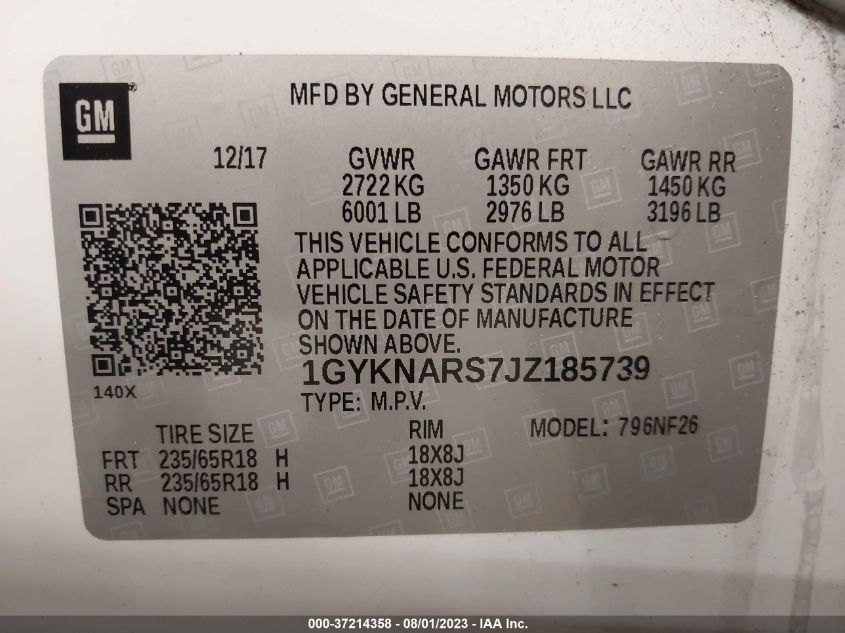 GM
MFD BY GENERAL MOTORS LLC
12/17 GVWR GAWR FRT GAWR RR
2722 KG 1350 KG 1450 KG
6001 LB 2976 LB 3196 LB
THIS VEHICLE CONFORMS TO ALL
APPLICABLE U.S. FEDERAL MOTOR
VEHICLE SAFETY STANDARDS IN EFFECT
ON THE DATE OF MANUFACTURE
SHOWN ABOVE.
1GYKNARS7JZ185739
140X
TYPE: M.P.V.
TIRE SIZE RIM MODEL: 796NF26
FRT 235/65R18 H 18X8J
RR 235/65R18 H 18X8J
SPA NONE NONE
000-37214358 - 08/01/2023 - IAA Inc.